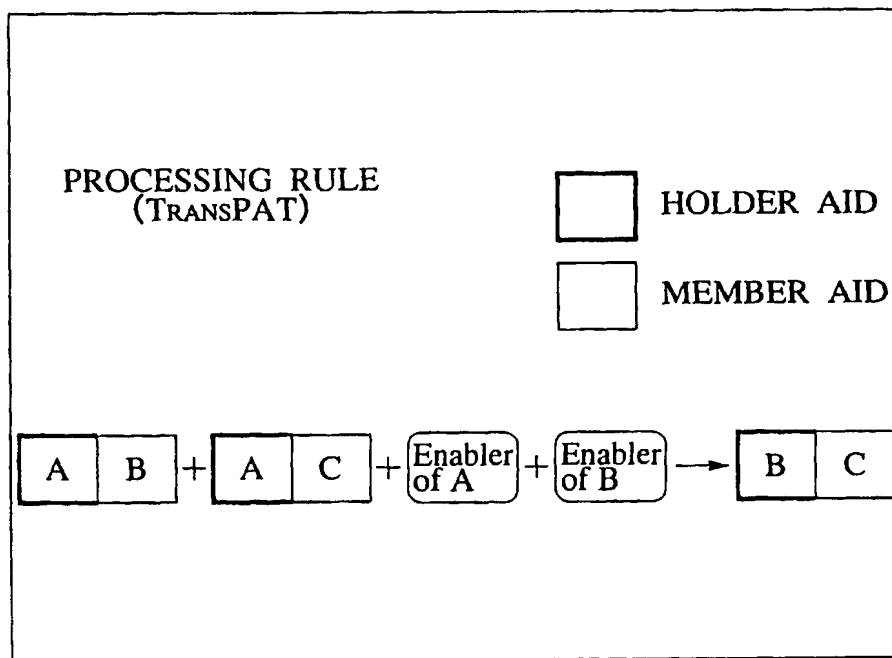 PROCESSING RULE
(TRANSPAT)
HOLDER AID
MEMBER AID
A B + A C + Enabler of A + Enabler of B → B C